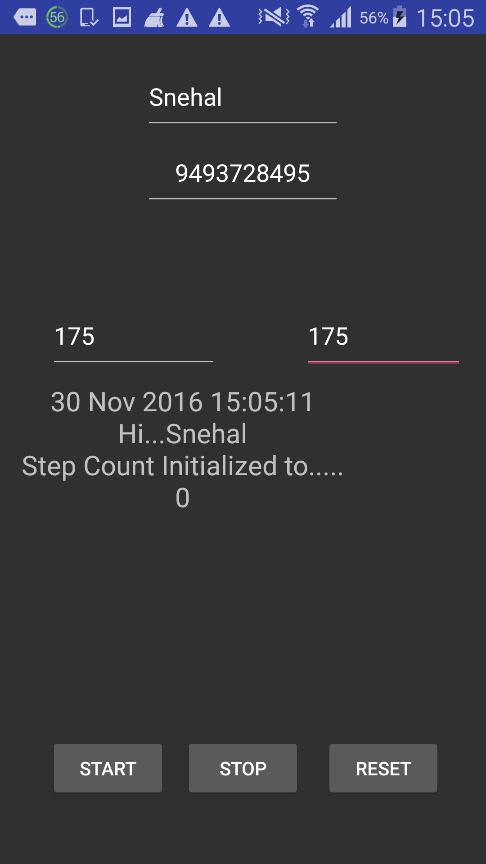 56 56% 15:05
Snehal
9493728495
175 175
30 Nov 2016 15:05:11
Hi...Snehal
Step Count Initialized to.....
0
START STOP RESET